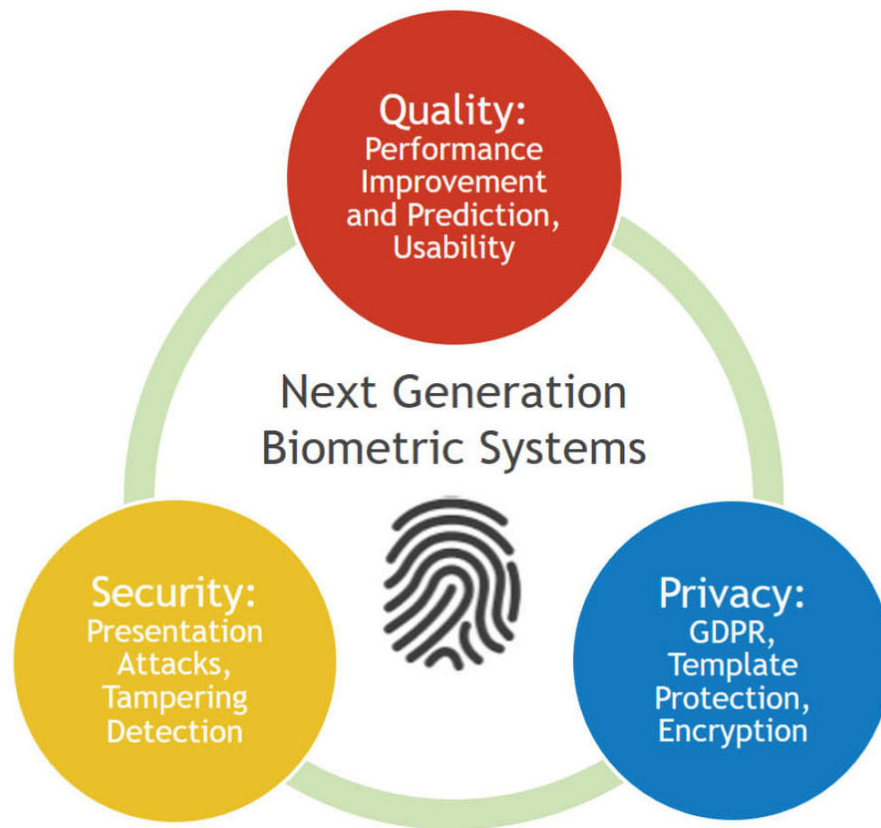 Quality:
Performance
Improvement
and Prediction,
Usability
Next Generation
Biometric Systems
Security:
Presentation
Attacks,
Tampering
Detection
Privacy:
GDPR,
Template
Protection,
Encryption